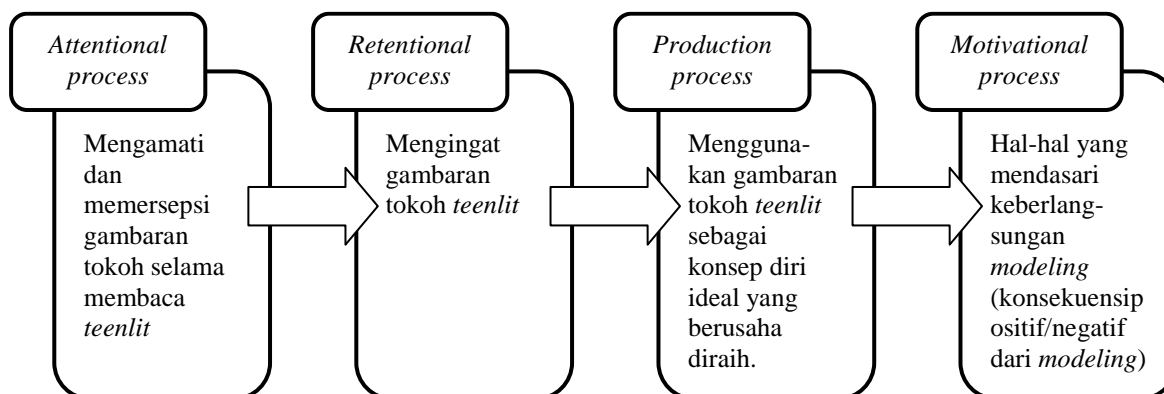 Attentional
process
Mengamati
dan
memersepsi
gambaran
tokoh selama
membaca
teenlit
Retentional
process
Mengingat
gambaran
tokoh teenlit
Production
process
Mengguna-
kan gambaran
tokoh teenlit
sebagai
konsep diri
ideal yang
berusaha
diraih.
Motivational
process
Hal-hal yang
mendasari
keberlang-
sungan
modeling
(konsekuensip
ositif/negatif
dari modeling)